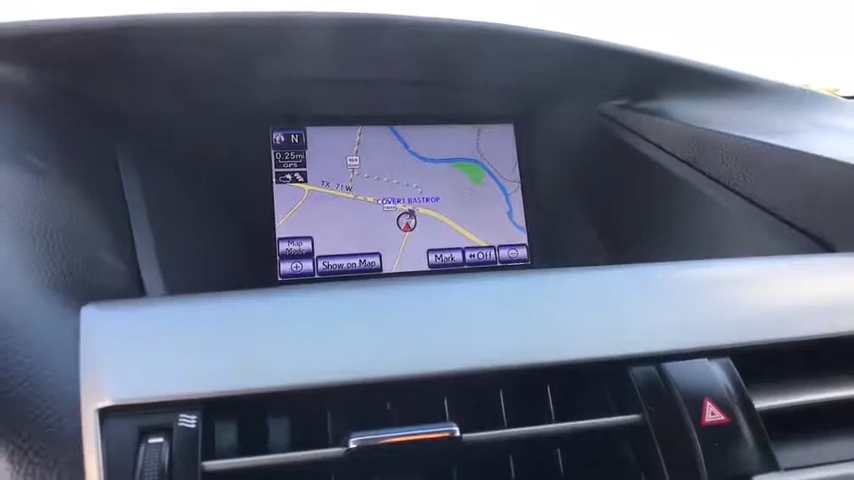 N
0.25mi
GPS
TX 71 W
COVERT BASTROP
Map
Mode
Show on Map
Mark
Off